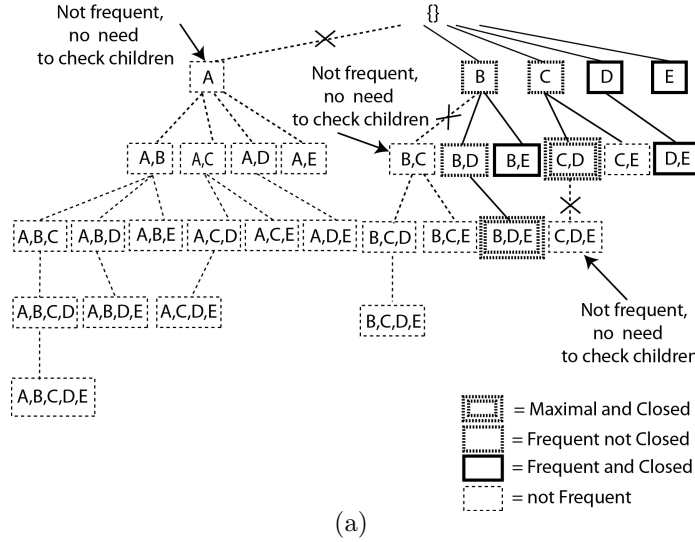 Not frequent,
no need
to check children
{}
A
Not frequent,
no need
to check children
B
C
D
E
A,B
A,C
A,D
A,E
B,C
B,D
B,E
C,D
C,E
D,E
A,B,C
A,B,D
A,B,E
A,C,D
A,C,E
A,D,E
B,C,D
B,C,E
B,D,E
C,D,E
A,B,C,D
A,B,D,E
A,C,D,E
B,C,D,E
Not frequent,
no need
to check children
A,B,C,D,E
= Maximal and Closed
= Frequent not Closed
= Frequent and Closed
= not Frequent
(a)